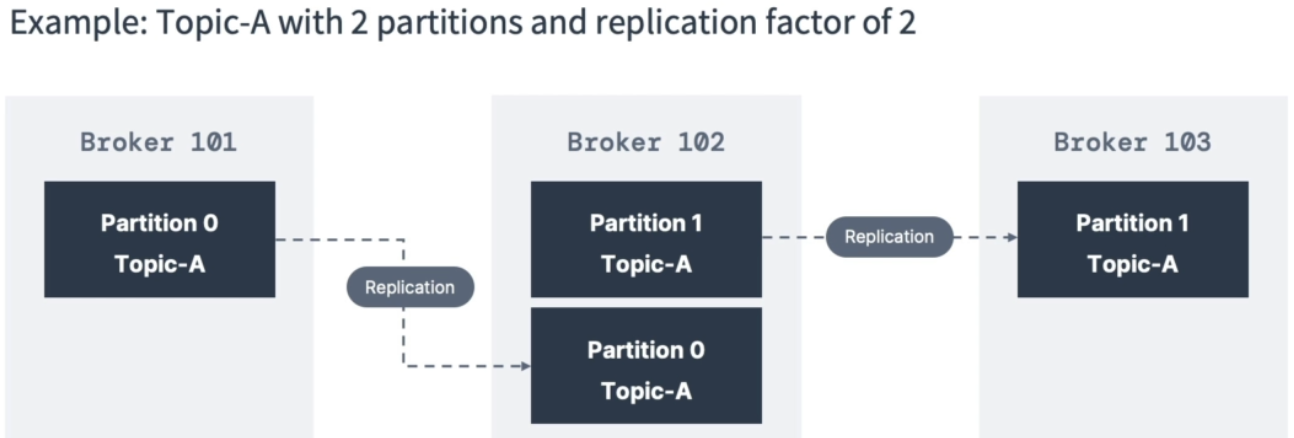 Example: Topic-A with 2 partitions and replication factor of 2
Broker 101
Partition 0
Topic-A
Replication
Broker 102
Partition 1
Topic-A
Partition 0
Topic-A
Replication
Broker 103
Partition 1
Topic-A